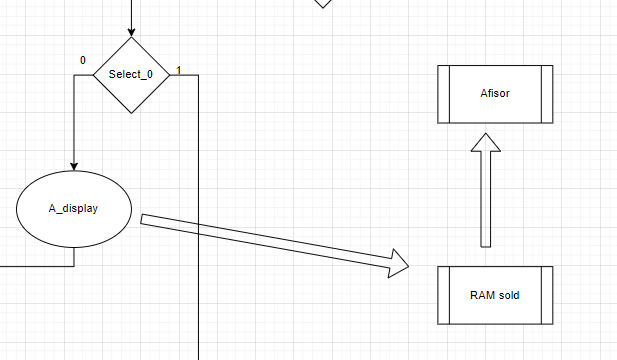 0
Select_0
1
Afisor
A_display
RAM sold